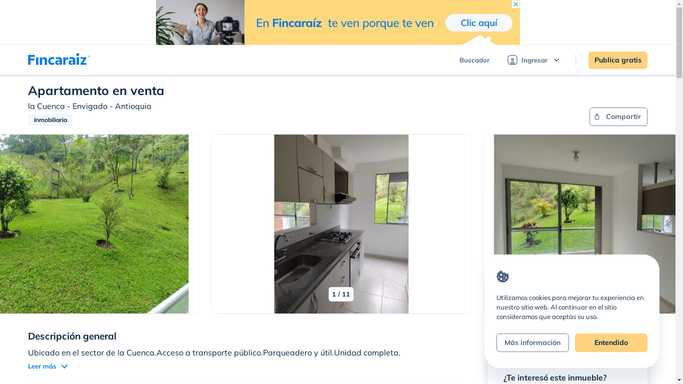 En Fincaraíz te ven porque te ven
Clic aquí
Fincaraiz
Buscador
Ingresar
Publica gratis
Apartamento en venta
la Cuenca - Envigado - Antioquia
Inmobiliaria
Compartir
1 / 11
Utilizamos cookies para mejorar tu experiencia en
nuestro sitio web. Al continuar en el sitio
consideramos que aceptas su uso.
Más información
Entendido
Descripción general
Ubicado en el sector de la Cuenca.Acceso a transporte público.Parqueadero y útil.Unidad completa.
Leer más
¿Te interesó este inmueble?